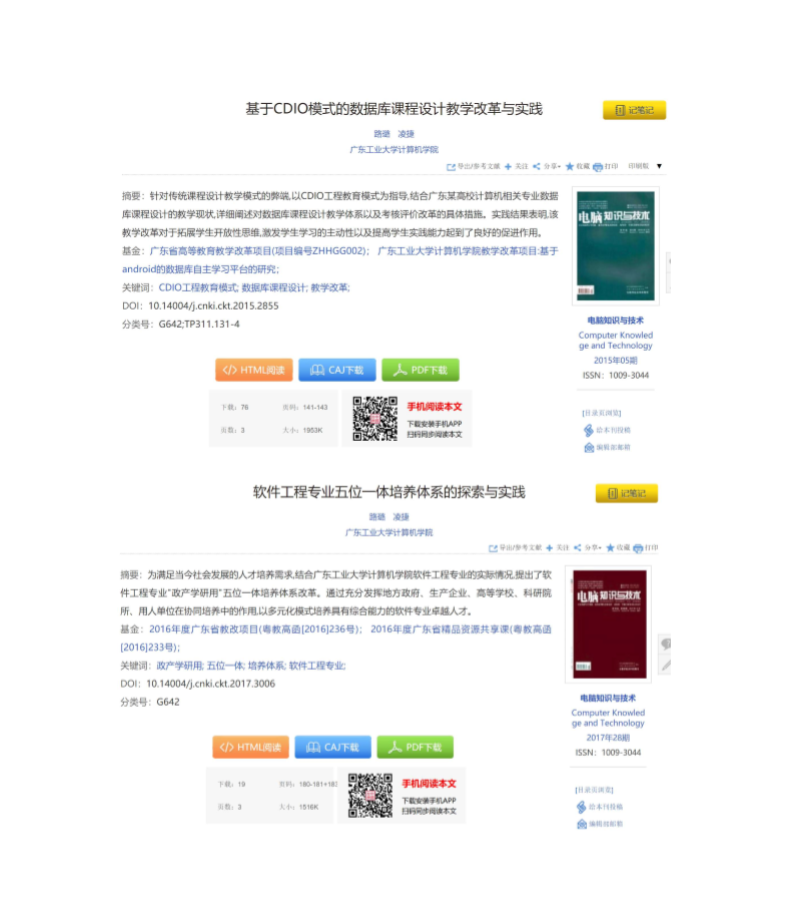 基于CDIO模式的数据库课程设计教学改革与实践
记笔记
路璐 凌捷
广东工业大学计算机学院
导出/参考文献 关注 分享 收藏 打印 印刷版
摘要: 针对传统课程设计教学模式的弊端,以CDIO工程教育模式为指导,结合广东某高校计算机相关专业数据
库课程设计的教学现状,详细阐述对数据库课程设计教学体系以及考核评价改革的具体措施。实践结果表明,该
教学改革对于拓展学生开放性思维,激发学生学习的主动性以及提高学生实践能力起到了良好的促进作用。
基金: 广东省高等教育教学改革项目(项目编号ZHHGG002); 广东工业大学计算机学院教学改革项目:基于
android的数据库自主学习平台的研究;
关键词: CDIO工程教育模式; 数据库课程设计; 教学改革;
DOI: 10.14004/j.cnki.ckt.2015.2855
分类号: G642;TP311.131-4
电脑知识与技术
电脑知识与技术
Computer Knowled
ge and Technology
2015年05期
ISSN: 1009-3044
HTML阅读 CAJ下载 PDF下载
下载: 76 页码: 141-143
页数: 3 大小: 1953K
手机阅读本文
下载安装手机APP
扫码同步阅读本文
[目录页浏览]
给本刊投稿
编辑部邮箱
软件工程专业五位一体培养体系的探索与实践
记笔记
路璐 凌捷
广东工业大学计算机学院
导出/参考文献 关注 分享 收藏 打印
摘要: 为满足当今社会发展的人才培养需求,结合广东工业大学计算机学院软件工程专业的实际情况,提出了软
件工程专业"政产学研用"五位一体培养体系改革。通过充分发挥地方政府、生产企业、高等学校、科研院
所、用人单位在协同培养中的作用,以多元化模式培养具有综合能力的软件专业卓越人才。
基金: 2016年度广东省教改项目(粤教高函[2016]236号); 2016年度广东省精品资源共享课(粤教高函
[2016]233号);
关键词: 政产学研用; 五位一体; 培养体系; 软件工程专业;
DOI: 10.14004/j.cnki.ckt.2017.3006
分类号: G642
电脑知识与技术
电脑知识与技术
Computer Knowled
ge and Technology
2017年28期
ISSN: 1009-3044
HTML阅读 CAJ下载 PDF下载
下载: 19 页码: 180-181+183
页数: 3 大小: 1516K
手机阅读本文
下载安装手机APP
扫码同步阅读本文
[目录页浏览]
给本刊投稿
编辑部邮箱